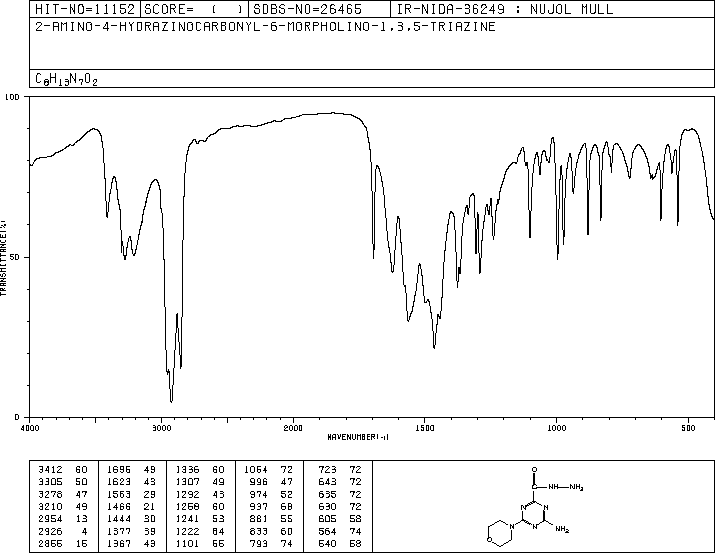 HIT-NO=11152 SCORE= ( ) SDBS-NO=26465 IR-NIDA-36249 : NUJOL MULL
2-AMINO-4-HYDRAZINOCARBONYL-6-MORPHOLINO-1,3,5-TRIAZINE
C8H13N7O2
100
50
0
TRANSMITTANCE(%)
4000 3000 2000 1500 1000 500
WAVENUMBER(-1)
3412 60 1695 49 1336 60 1064 72 723 72
3305 50 1623 43 1307 49 996 47 643 72
3278 47 1563 29 1292 43 974 52 635 72
3210 49 1466 21 1258 60 937 68 630 72
2954 13 1444 30 1241 53 881 55 605 58
2926 4 1377 39 1222 64 833 60 564 74
2855 15 1367 43 1101 55 793 74 540 58
O
C NH NH2
N N
N N NH2
O